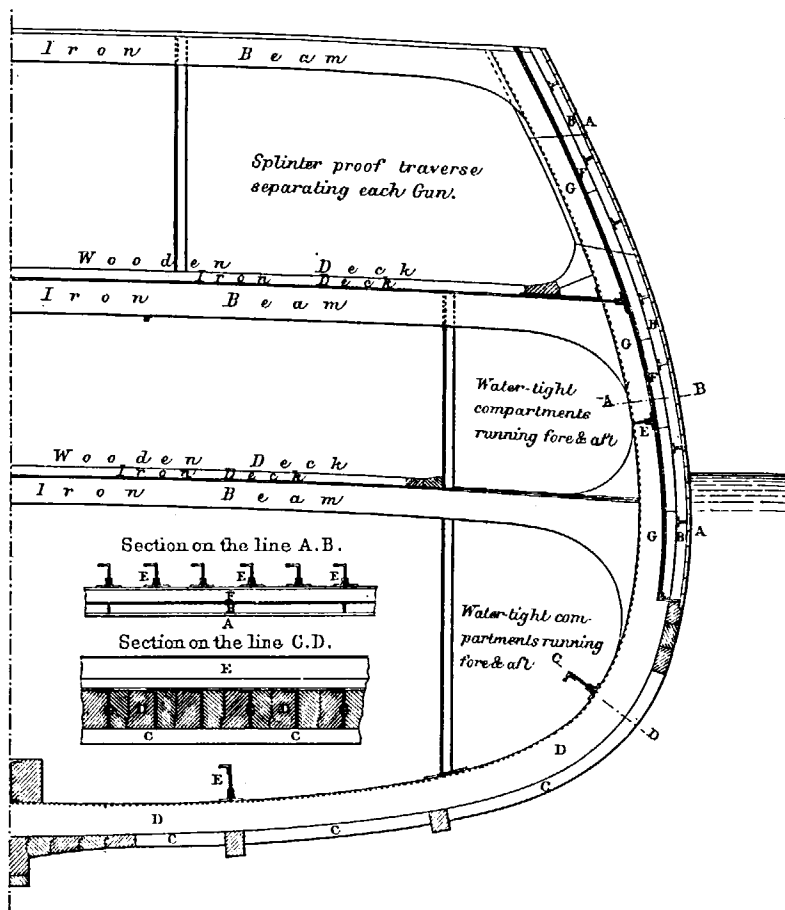 Iron Beam
B A
Splinter proof traverse
separating each Gun.
G F
Wooden Deck
Iron Deck
Iron Beam
B
G
F
Water-tight
compartments
running fore & aft
A B
E
Wooden Deck
Iron Deck
Iron Beam
G B A
Section on the line A.B.
E E E
F
B
A
Water-tight com-
partments running
fore & aft
Section on the line C.D.
E
D D
C C
C
D
D
C
E
D
C
C